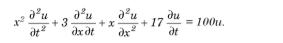 x² ∂²u/∂t² + 3 ∂²u/∂x ∂t + x ∂²u/∂x² + 17 ∂u/∂t = 100u.